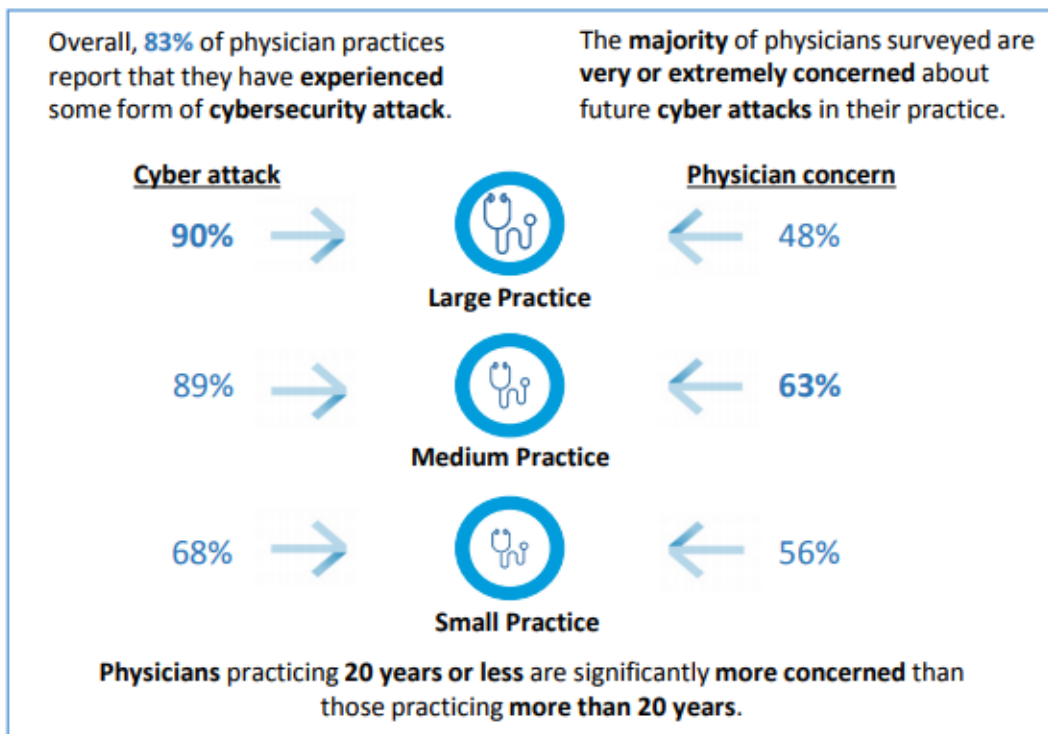 Overall, 83% of physician practices
report that they have experienced
some form of cybersecurity attack.
The majority of physicians surveyed are
very or extremely concerned about
future cyber attacks in their practice.
Cyber attack
Physician concern
90%
48%
Large Practice
89%
63%
Medium Practice
68%
56%
Small Practice
Physicians practicing 20 years or less are significantly more concerned than
those practicing more than 20 years.